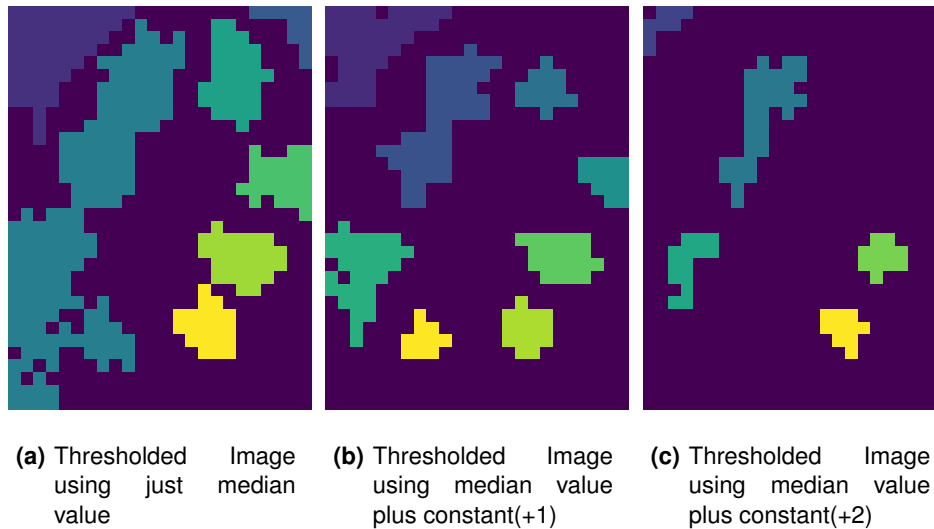 (a) Thresholded Image
using just median
value
(b) Thresholded Image
using median value
plus constant(+1)
(c) Thresholded Image
using median value
plus constant(+2)